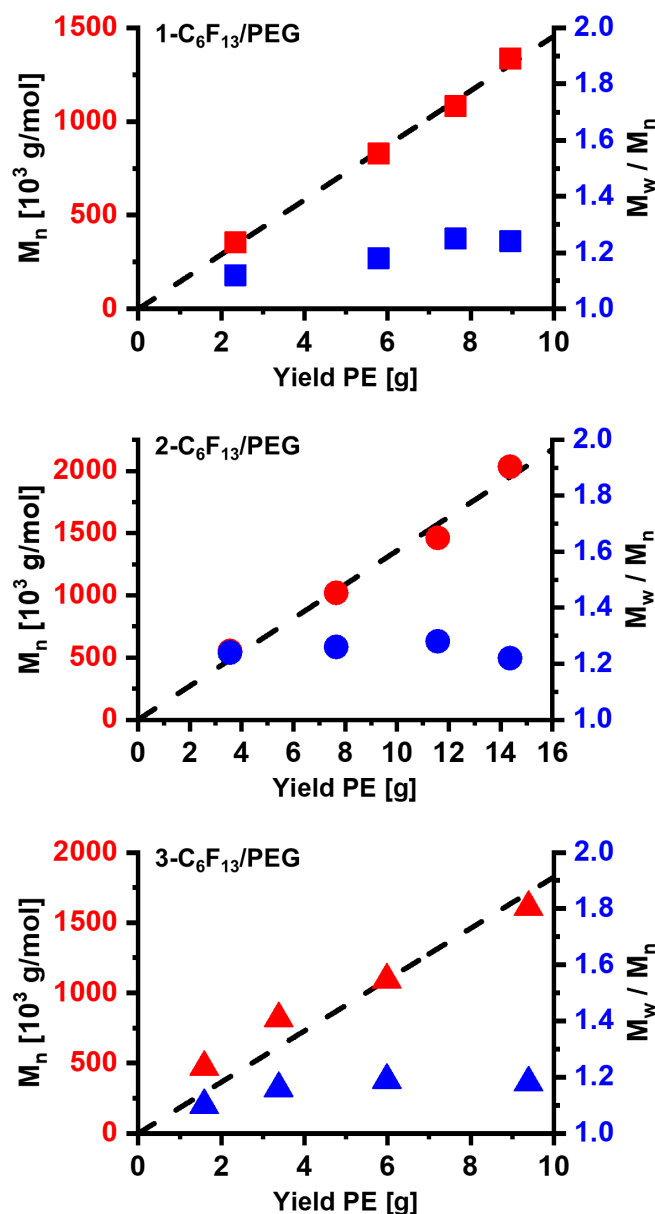 1-C₆F₁₃/PEG
1500
1000
500
0
Mₙ [10³ g/mol]
2.0
1.8
1.6
1.4
1.2
1.0
M_w / Mₙ
0 2 4 6 8 10
Yield PE [g]
2-C₆F₁₃/PEG
2000
1500
1000
500
0
Mₙ [10³ g/mol]
2.0
1.8
1.6
1.4
1.2
1.0
M_w / Mₙ
0 2 4 6 8 10 12 14 16
Yield PE [g]
3-C₆F₁₃/PEG
2000
1500
1000
500
0
Mₙ [10³ g/mol]
2.0
1.8
1.6
1.4
1.2
1.0
M_w / Mₙ
0 2 4 6 8 10
Yield PE [g]